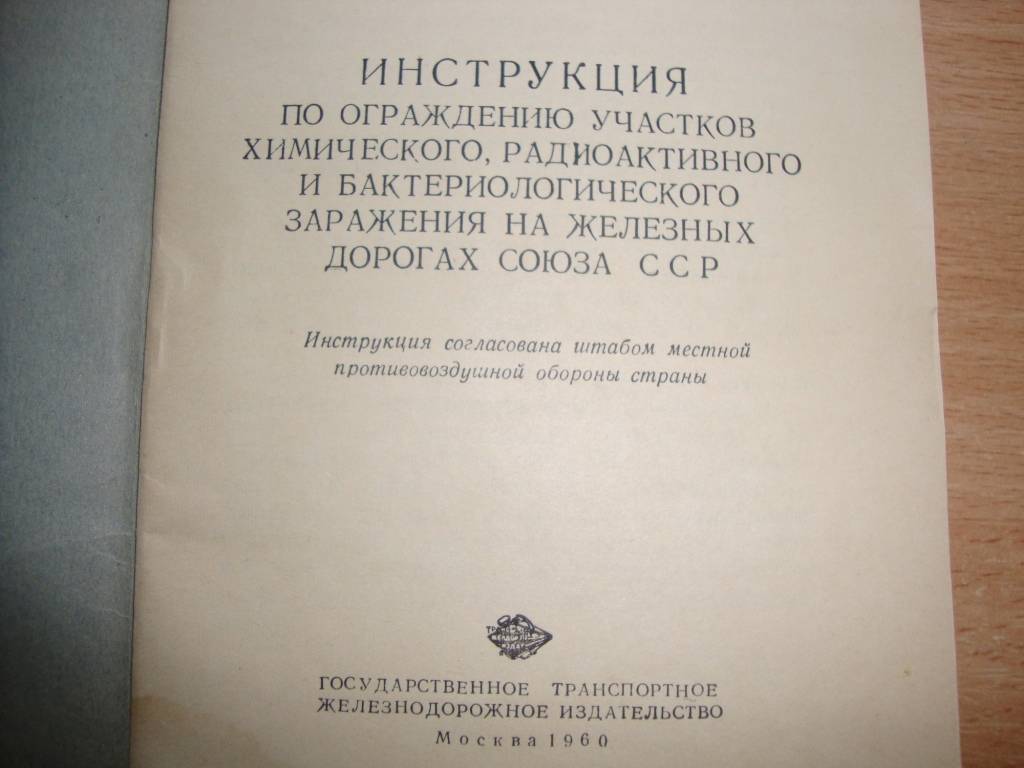 ИНСТРУКЦИЯ
ПО ОГРАЖДЕНИЮ УЧАСТКОВ
ХИМИЧЕСКОГО, РАДИОАКТИВНОГО
И БАКТЕРИОЛОГИЧЕСКОГО
ЗАРАЖЕНИЯ НА ЖЕЛЕЗНЫХ
ДОРОГАХ СОЮЗА ССР
Инструкция согласована штабом местной
противовоздушной обороны страны
ГОСУДАРСТВЕННОЕ ТРАНСПОРТНОЕ
ЖЕЛЕЗНОДОРОЖНОЕ ИЗДАТЕЛЬСТВО
Москва 1960